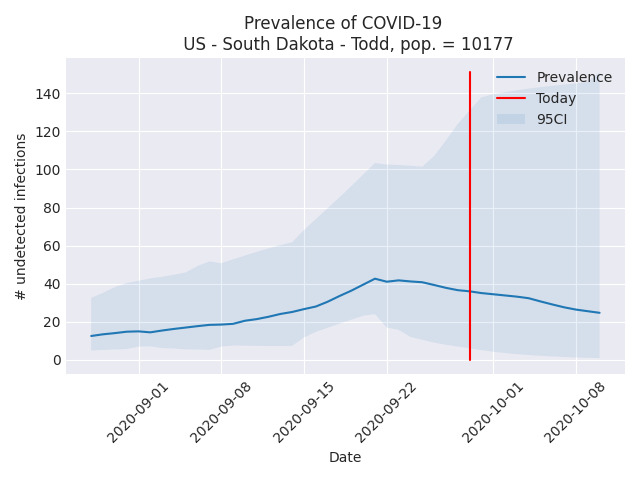 Prevalence of COVID-19
US - South Dakota - Todd, pop. = 10177
Prevalence
Today
95CI
# undetected infections
140
120
100
80
60
40
20
0
2020-09-01
2020-09-08
2020-09-15
2020-09-22
2020-10-01
2020-10-08
Date